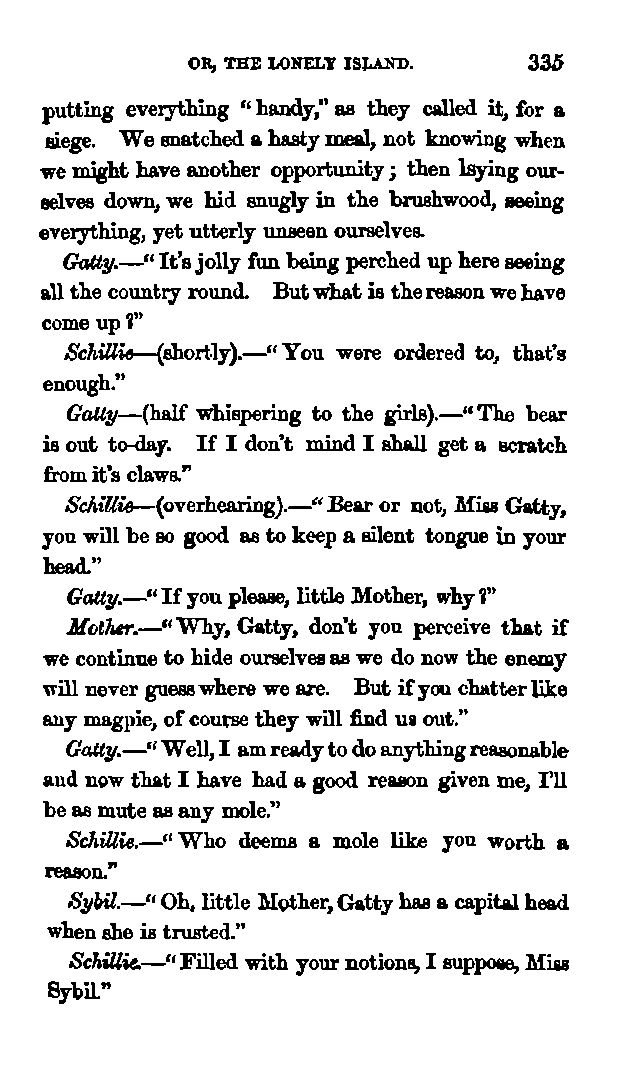 OR, THE LONELY ISLAND. 335
putting everything "handy," as they called it, for a
siege. We snatched a hasty meal, not knowing when
we might have another opportunity; then laying our-
selves down, we hid snugly in the brushwood, seeing
everything, yet utterly unseen ourselves.
Gatty.—"It's jolly fun being perched up here seeing
all the country round. But what is the reason we have
come up?"
Schillie—(shortly).—"You were ordered to, that's
enough."
Gatty—(half whispering to the girls).—"The bear
is out to-day. If I don't mind I shall get a scratch
from it's claws."
Schillie—(overhearing).—"Bear or not, Miss Gatty,
you will be so good as to keep a silent tongue in your
head."
Gatty.—"If you please, little Mother, why?"
Mother.—"Why, Gatty, don't you perceive that if
we continue to hide ourselves as we do now the enemy
will never guess where we are. But if you chatter like
any magpie, of course they will find us out."
Gatty.—"Well, I am ready to do anything reasonable
and now that I have had a good reason given me, I'll
be as mute as any mole."
Schillie.—"Who deems a mole like you worth a
reason."
Sybil.—"Oh, little Mother, Gatty has a capital head
when she is trusted."
Schillie.—"Filled with your notions, I suppose, Miss
Sybil."